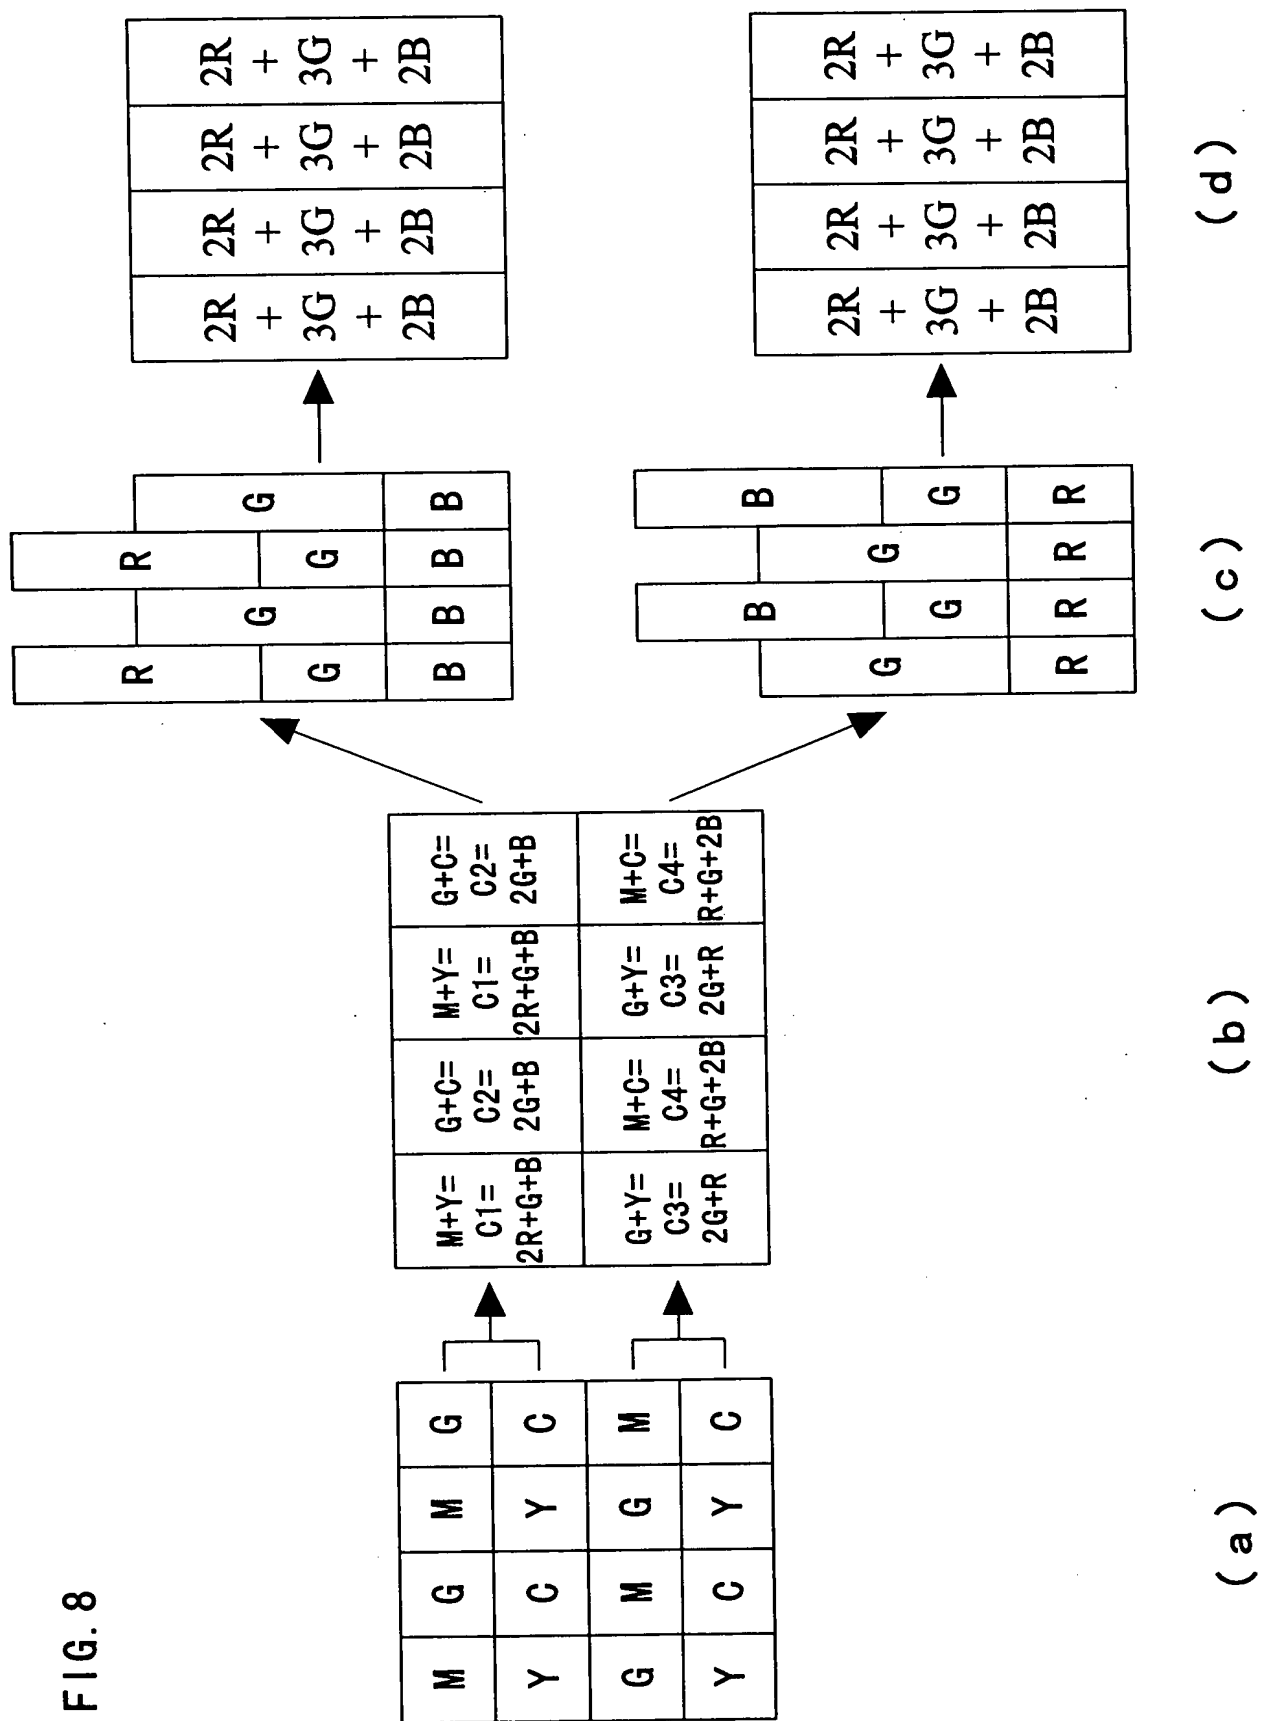 FIG. 8
M G M G
Y C Y C
G M G M
Y C Y C
(a)
M+Y= G+C= M+Y= G+C=
C1= C2= C1= C2=
2R+G+B 2G+B 2R+G+B 2G+B
G+Y= M+C= G+Y= M+C=
C3= C4= C3= C4=
2G+R R+G+2B 2G+R R+G+2B
(b)
R R
G G
G G
B B B B
B B
G G
G G
R R R R
(c)
2R 2R 2R 2R
+ + + +
3G 3G 3G 3G
+ + + +
2B 2B 2B 2B
2R 2R 2R 2R
+ + + +
3G 3G 3G 3G
+ + + +
2B 2B 2B 2B
(d)